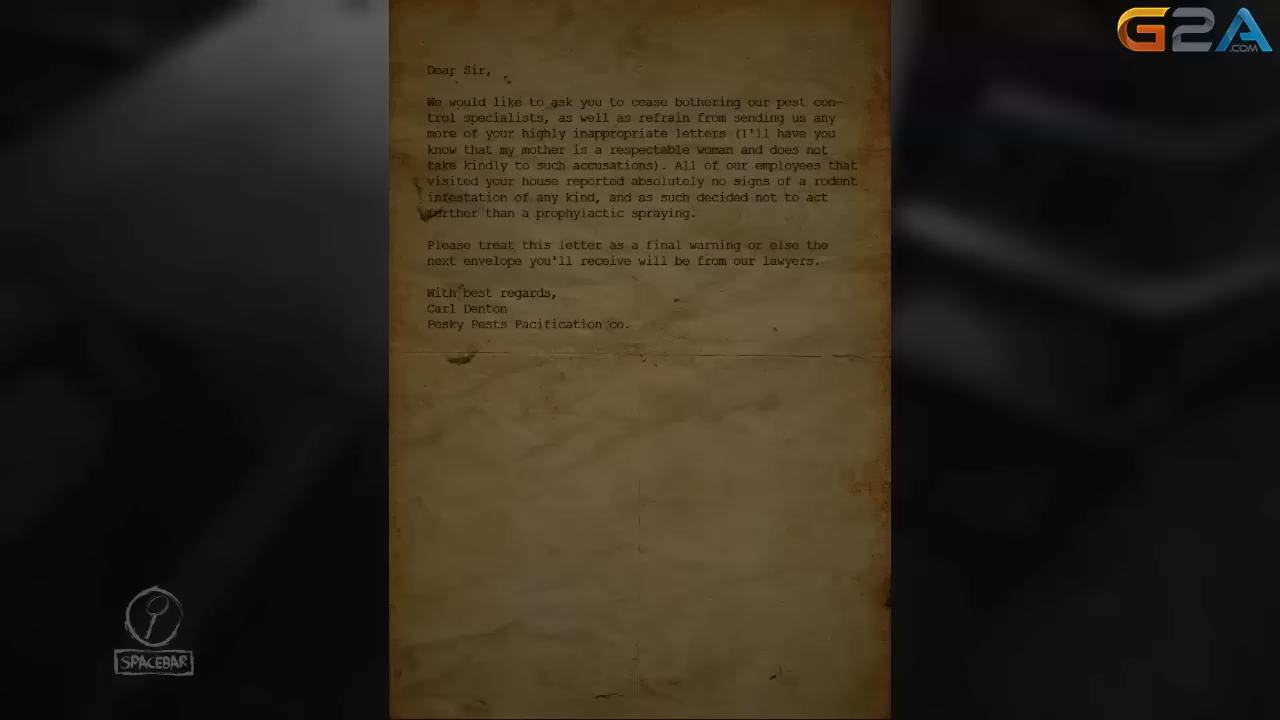 G2A
.COM
Dear Sir,
We would like to ask you to cease bothering our pest con-
trol specialists, as well as refrain from sending us any
more of your highly inappropriate letters (I'll have you
know that my mother is a respectable woman and does not
take kindly to such accusations). All of our employees that
visited your house reported absolutely no signs of a rodent
infestation of any kind, and as such decided not to act
further than a prophylactic spraying.
Please treat this letter as a final warning or else the
next envelope you'll receive will be from our lawyers.
With best regards,
Carl Denton
Pesky Pests Pacification co.
SPACEBAR